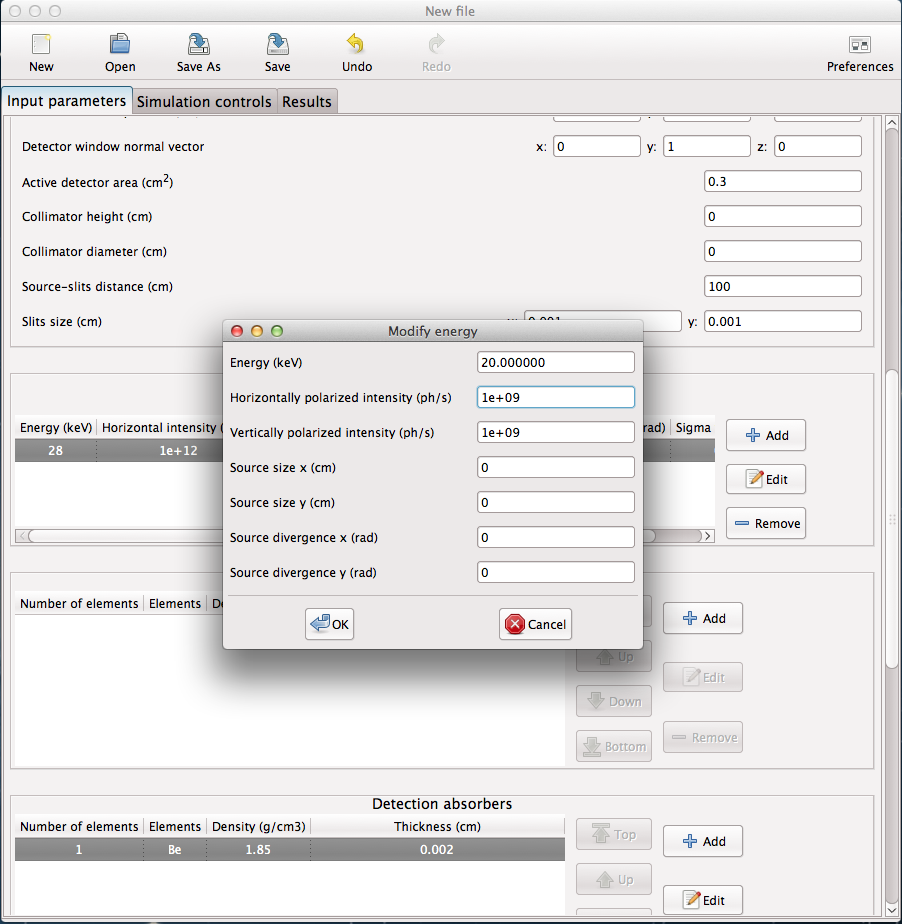 New file
New Open Save As Save Undo Redo Preferences
Input parameters Simulation controls Results
Detector window normal vector x: 0 y: 1 z: 0
Active detector area (cm2) 0.3
Collimator height (cm) 0
Collimator diameter (cm) 0
Source-slits distance (cm) 100
Slits size (cm) 0.001 y: 0.001
Modify energy
Energy (keV) 20.000000
Horizontally polarized intensity (ph/s) 1e+09
Vertically polarized intensity (ph/s) 1e+09
Source size x (cm) 0
Source size y (cm) 0
Source divergence x (rad) 0
Source divergence y (rad) 0
OK Cancel
Energy (keV) Horizontal intensity ( rad) Sigma
28 1e+12
Add
Edit
Remove
Number of elements Elements De
Add
Up
Edit
Down
Remove
Bottom
Detection absorbers
Number of elements Elements Density (g/cm3) Thickness (cm)
1 Be 1.85 0.002
Top
Add
Up
Edit